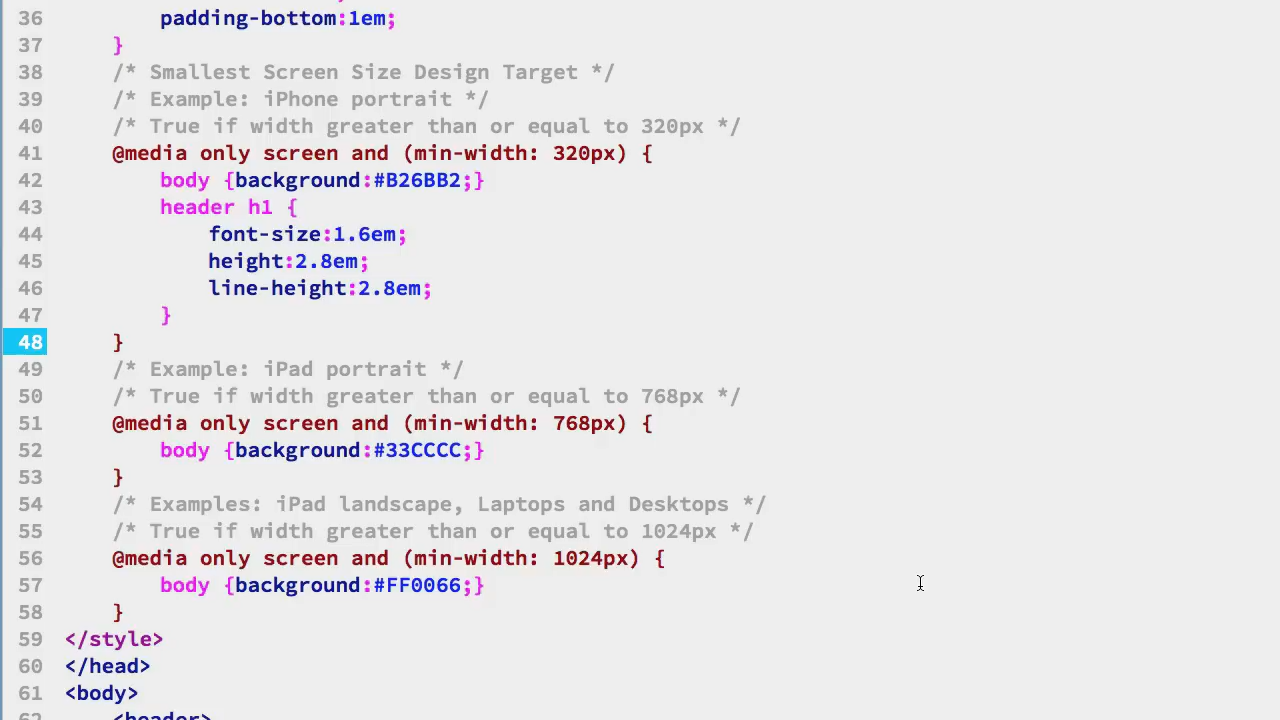 36 padding-bottom:1em;
37 }
38 /* Smallest Screen Size Design Target */
39 /* Example: iPhone portrait */
40 /* True if width greater than or equal to 320px */
41 @media only screen and (min-width: 320px) {
42 body {background:#B26BB2;}
43 header h1 {
44 font-size:1.6em;
45 height:2.8em;
46 line-height:2.8em;
47 }
48 }
49 /* Example: iPad portrait */
50 /* True if width greater than or equal to 768px */
51 @media only screen and (min-width: 768px) {
52 body {background:#33CCCC;}
53 }
54 /* Examples: iPad landscape, Laptops and Desktops */
55 /* True if width greater than or equal to 1024px */
56 @media only screen and (min-width: 1024px) {
57 body {background:#FF0066;}
58 }
59 </style>
60 </head>
61 <body>
62 <header>